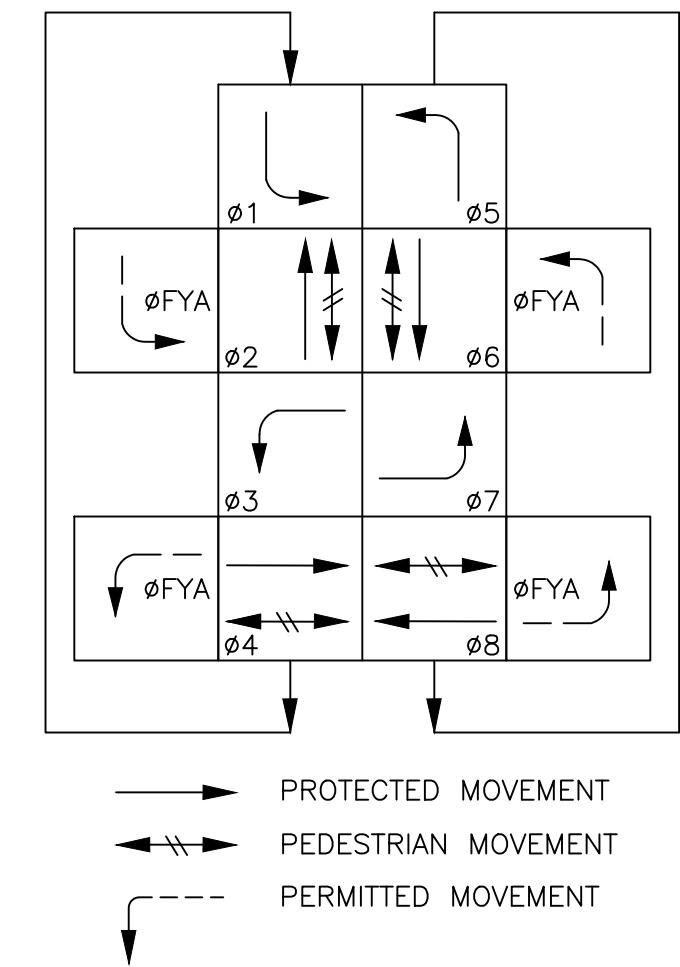 ø1 ø5
øFYA øFYA
ø2 ø6
ø3 ø7
øFYA øFYA
ø4 ø8
PROTECTED MOVEMENT
PEDESTRIAN MOVEMENT
PERMITTED MOVEMENT